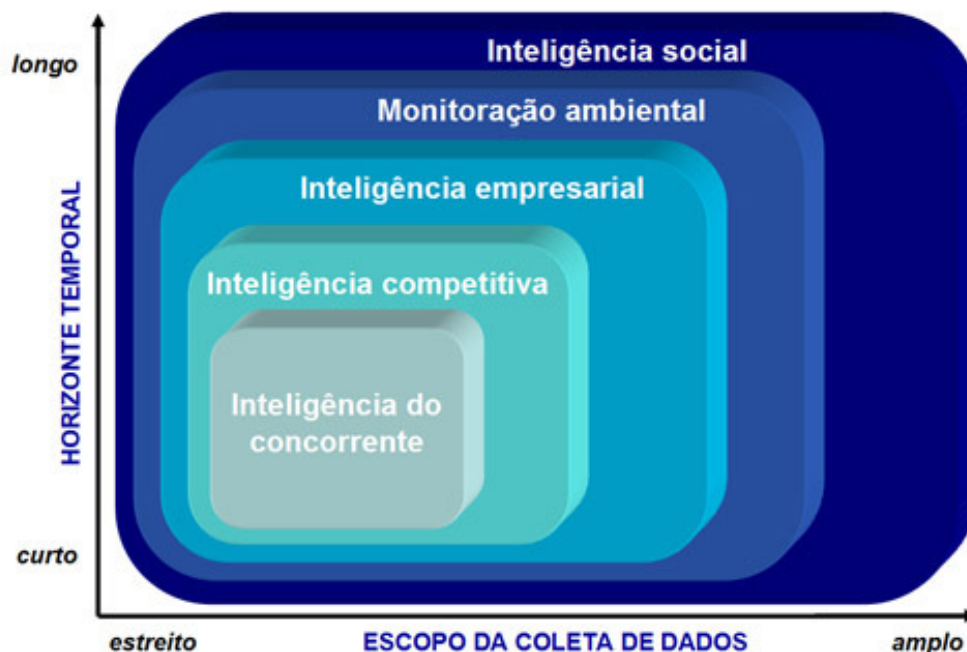 longo
Inteligência social
Monitoração ambiental
Inteligência empresarial
HORIZONTE TEMPORAL
Inteligência competitiva
Inteligência do
concorrente
curto
estreito
ESCOPO DA COLETA DE DADOS
amplo